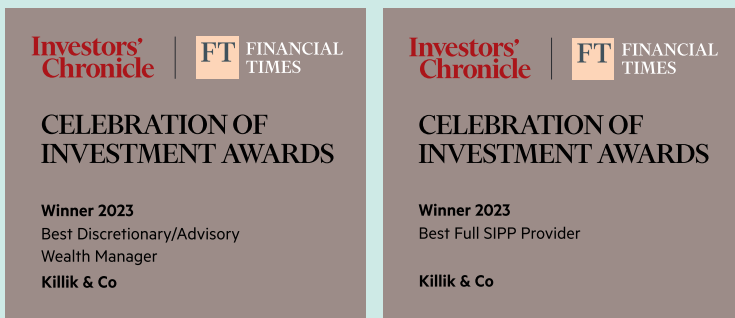 Investors'
Chronicle
FT
FINANCIAL
TIMES
CELEBRATION OF
INVESTMENT AWARDS
Winner 2023
Best Discretionary/Advisory
Wealth Manager
Killik & Co
Investors'
Chronicle
FT
FINANCIAL
TIMES
CELEBRATION OF
INVESTMENT AWARDS
Winner 2023
Best Full SIPP Provider
Killik & Co